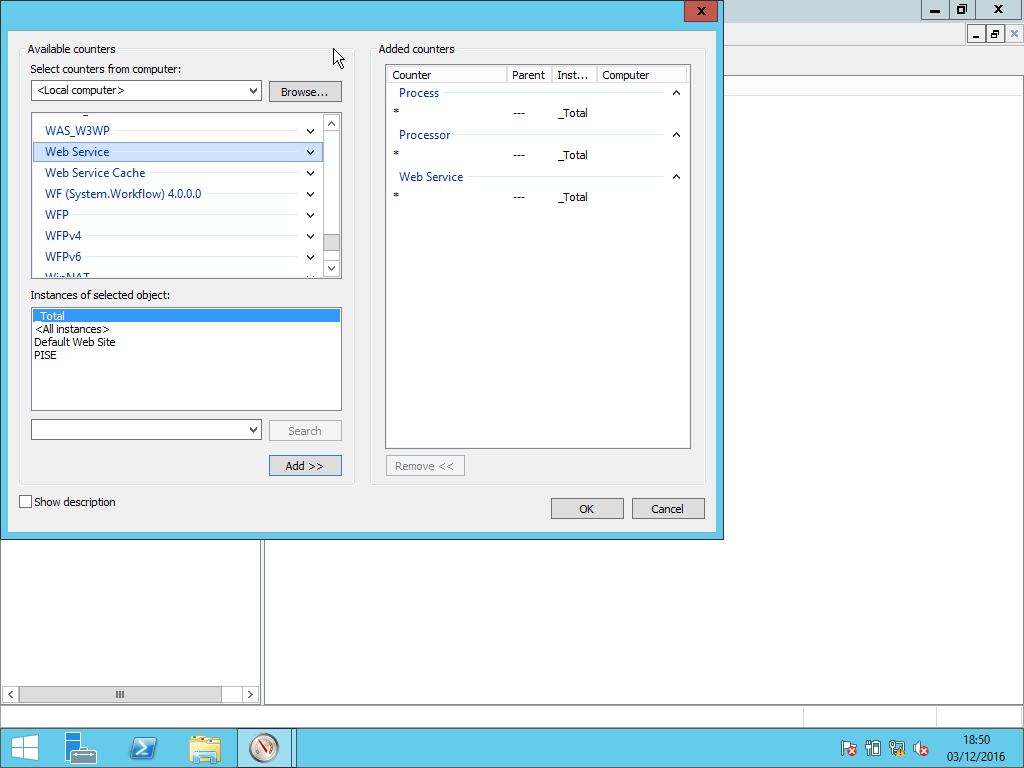 Available counters
Select counters from computer:
<Local computer>
Browse...
WAS_W3WP
Web Service
Web Service Cache
WF (System.Workflow) 4.0.0.0
WFP
WFPv4
WFPv6
WinNAT
Instances of selected object:
_Total
<All instances>
Default Web Site
PISE
Search
Add >>
Show description
Added counters
Counter Parent Inst... Computer
Process
* --- _Total
Processor
* --- _Total
Web Service
* --- _Total
Remove <<
OK
Cancel
18:50
03/12/2016